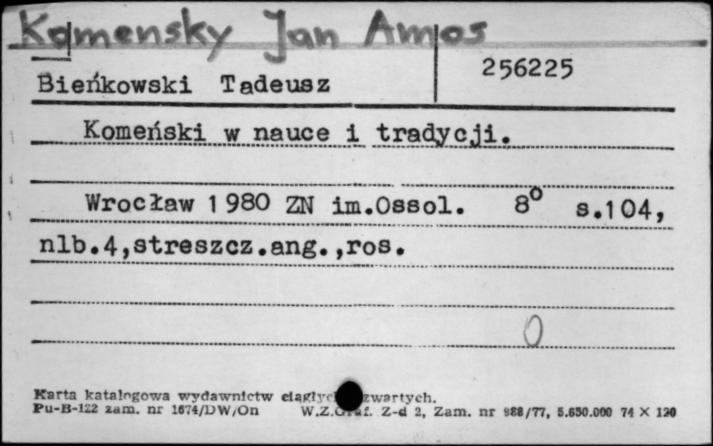 Komensky Jan Amos
256225
Bieńkowski Tadeusz
Komeński w nauce i tradycji.
Wrocław 1980 ZN im.Ossol. 8° s.104,
nlb.4,streszcz.ang.,ros.
0
Karta katalogowa wydawnictw zwartych.
Pu-B-122 zam. nr 1674/DW/On W.Z.Graf. Z-d 2, Zam. nr 988/77, 5.650.000 74 × 120